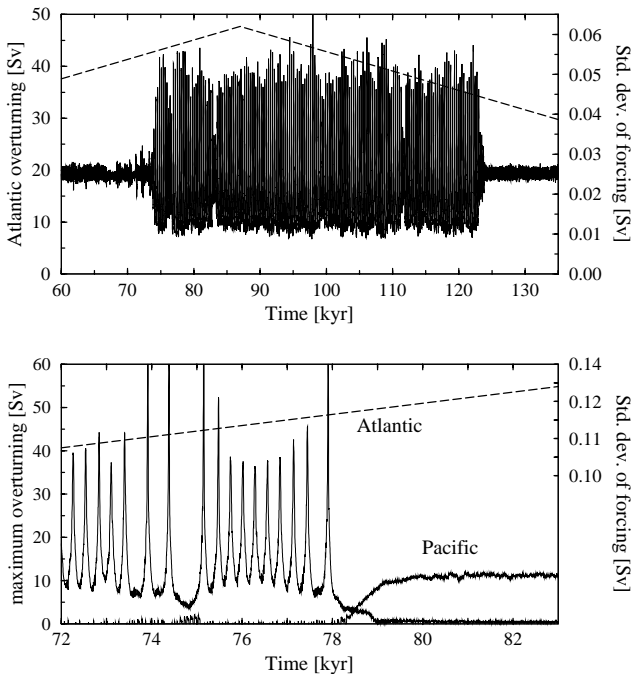 50
40
30
20
10
0
Atlantic overturning [Sv]
0.06
0.05
0.04
0.03
0.02
0.01
0.00
Std. dev. of forcing [Sv]
60 70 80 90 100 110 120 130
Time [kyr]
60
50
40
30
20
10
0
maximum overturning [Sv]
Atlantic
Pacific
0.14
0.12
0.11
0.10
Std. dev. of forcing [Sv]
72 74 76 78 80 82
Time [kyr]